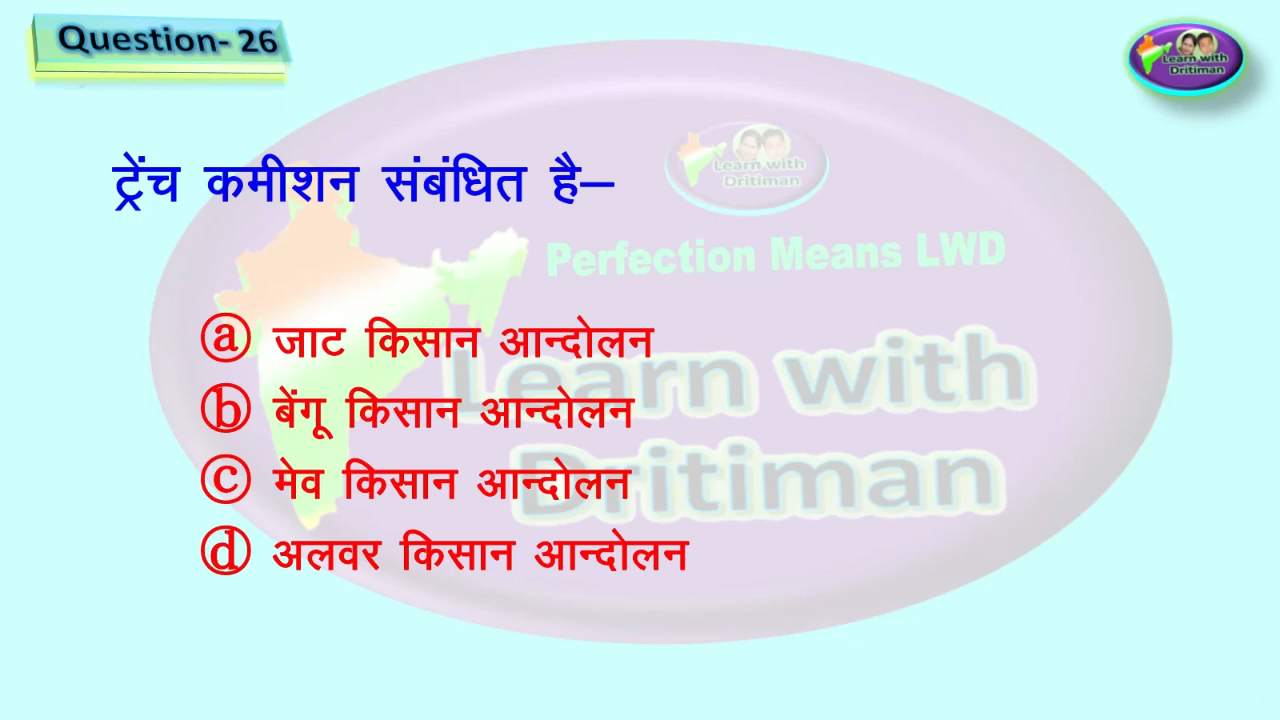 Question- 26
Learn with
Dritiman
ट्रेंच कमीशन संबंधित है–
Learn with
Dritiman
Perfection Means LWD
ⓐ जाट किसान आन्दोलन
ⓑ बेंगू किसान आन्दोलन
ⓒ मेव किसान आन्दोलन
ⓓ अलवर किसान आन्दोलन
Learn with
Dritiman